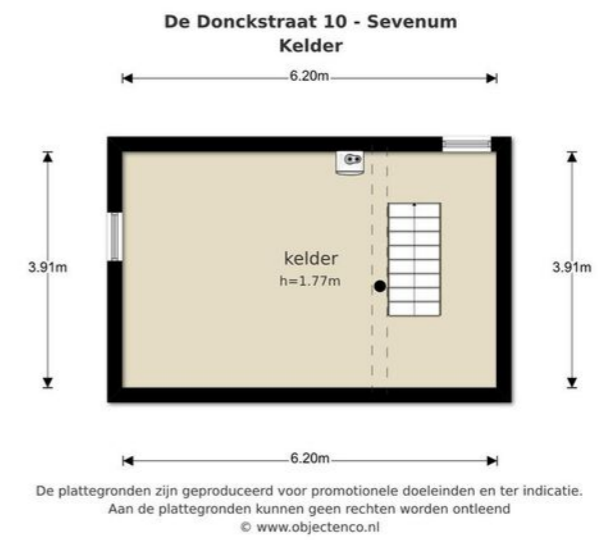 De Donckstraat 10 - Sevenum
Kelder
6.20m
3.91m
kelder
h=1.77m
3.91m
6.20m
De plattegronden zijn geproduceerd voor promotionele doeleinden en ter indicatie.
Aan de plattegronden kunnen geen rechten worden ontleend
© www.objectenco.nl